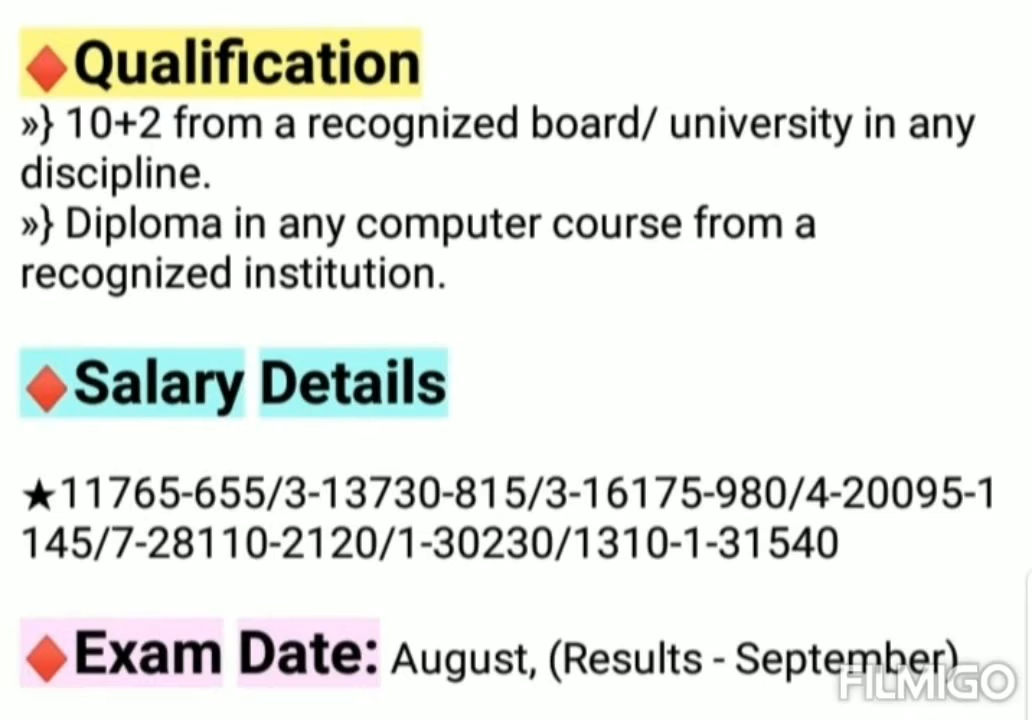 🔶Qualification
»} 10+2 from a recognized board/ university in any
discipline.
»} Diploma in any computer course from a
recognized institution.
🔶Salary Details
★11765-655/3-13730-815/3-16175-980/4-20095-1
145/7-28110-2120/1-30230/1310-1-31540
🔶Exam Date: August, (Results - September)
FILMIGO